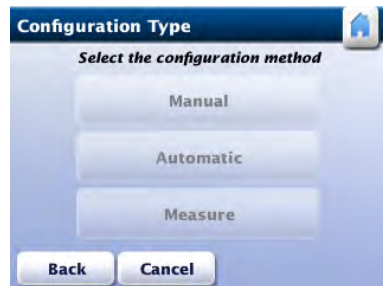 Configuration Type
Select the configuration method
Manual
Automatic
Measure
Back Cancel